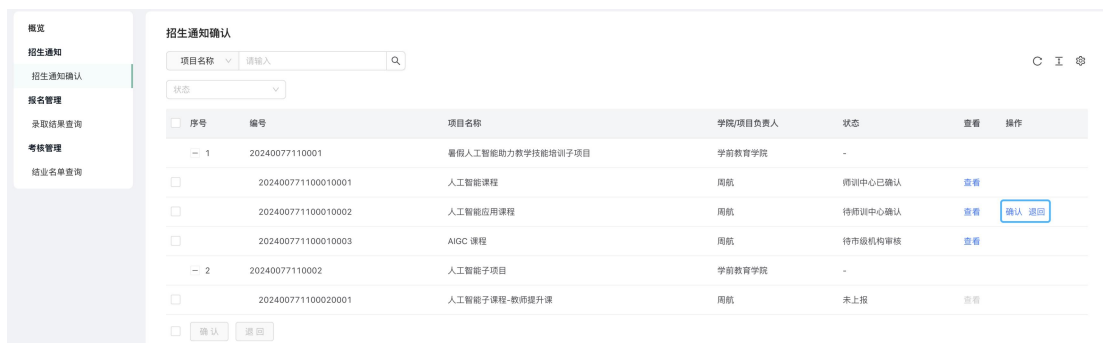 概览
招生通知
招生通知确认
报名管理
录取结果查询
考核管理
结业名单查询
招生通知确认
项目名称 请输入
状态
序号 编号 项目名称 学院/项目负责人 状态 查看 操作
1 20240077110001 暑假人工智能助力教学技能培训子项目 学前教育学院 -
202400771100010001 人工智能课程 周航 师训中心已确认 查看
202400771100010002 人工智能应用课程 周航 待师训中心确认 查看 确认 退回
202400771100010003 AIGC 课程 周航 待市级机构审核 查看
2 20240077110002 人工智能子项目 学前教育学院 -
202400771100020001 人工智能子课程-教师提升课 周航 未上报 查看
确 认 退 回